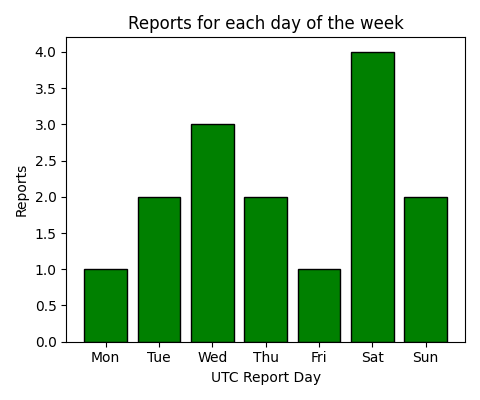 Reports for each day of the week
4.0
3.5
3.0
2.5
2.0
1.5
1.0
0.5
0.0
Reports
Mon Tue Wed Thu Fri Sat Sun
UTC Report Day